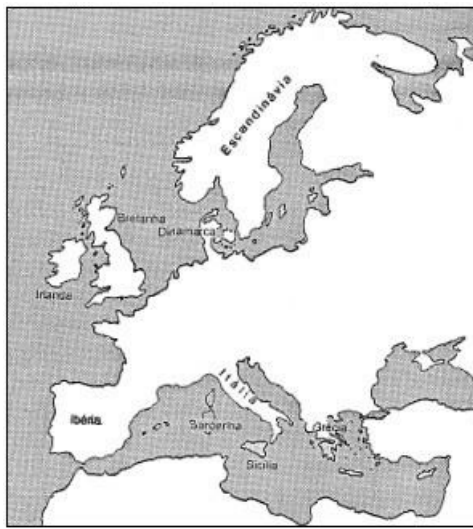 Escandinávia
Bretanha
Dinamarca
Irlanda
Itália
Ibéria
Sardenha
Grécia
Sicília